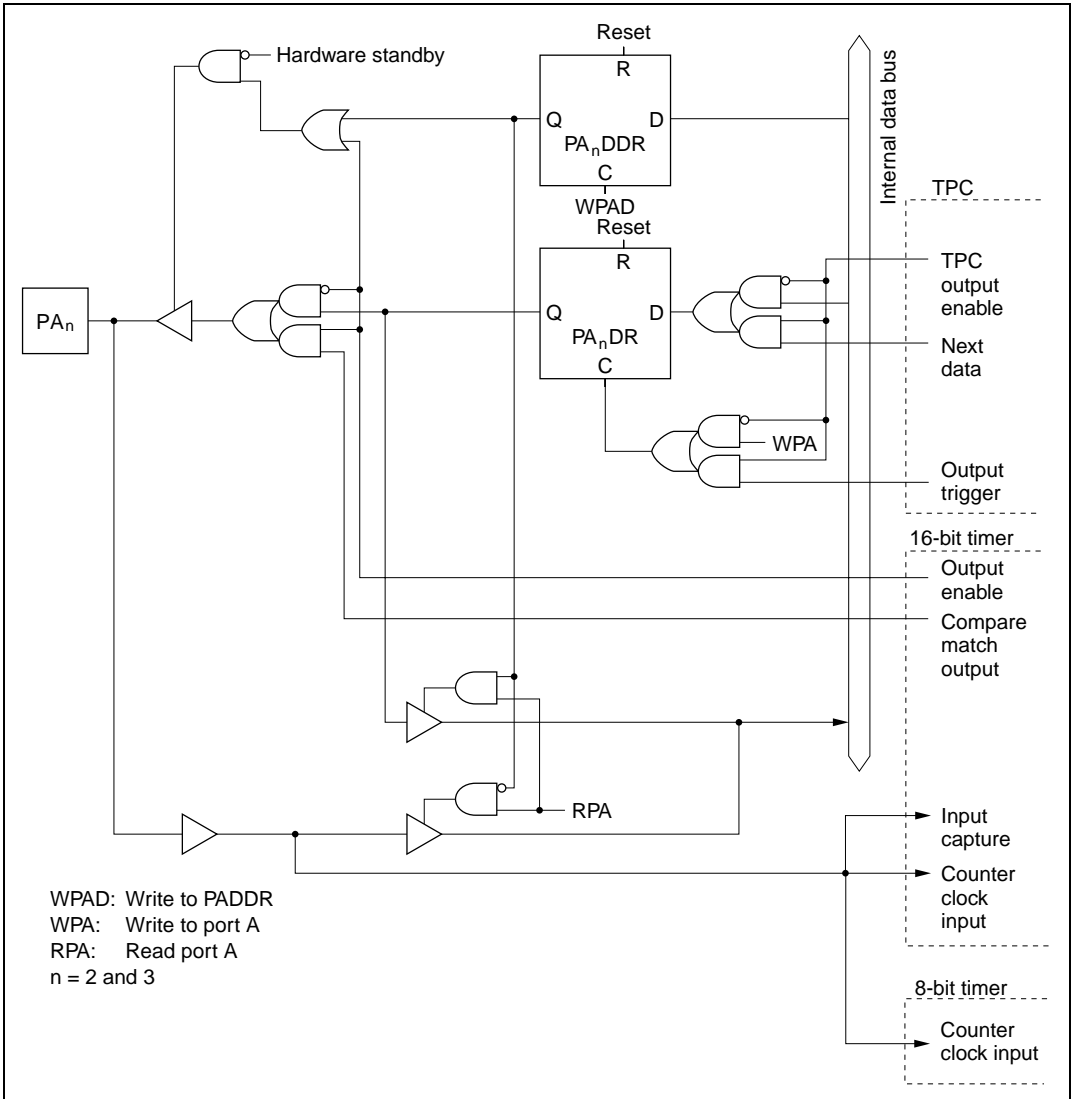 Hardware standby
Reset
R
Q
D
PAnDDR
C
WPAD
Reset
R
Q
D
PAnDR
C
WPA
PAn
Internal data bus
TPC
TPC
output
enable
Next
data
Output
trigger
16-bit timer
Output
enable
Compare
match
output
RPA
Input
capture
Counter
clock
input
8-bit timer
Counter
clock input
WPAD: Write to PADDR
WPA: Write to port A
RPA: Read port A
n = 2 and 3